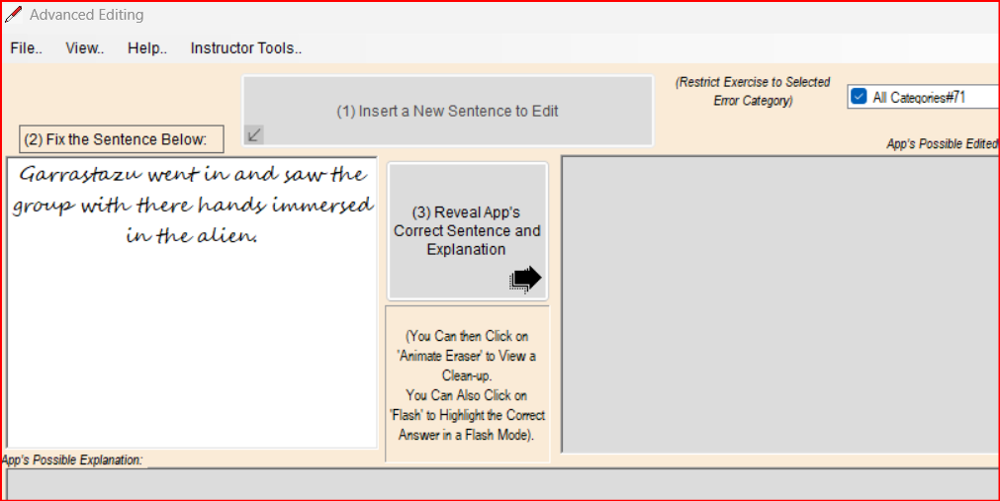 Advanced Editing
File.. View.. Help.. Instructor Tools..
(1) Insert a New Sentence to Edit
(Restrict Exercise to Selected
Error Category)
All Categories#71
(2) Fix the Sentence Below:
App's Possible Edited
Garrastazu went in and saw the
group with there hands immersed
in the alien.
(3) Reveal App's
Correct Sentence and
Explanation
(You Can then Click on
'Animate Eraser' to View a
Clean-up.
You Can Also Click on
'Flash' to Highlight the Correct
Answer in a Flash Mode).
App's Possible Explanation: